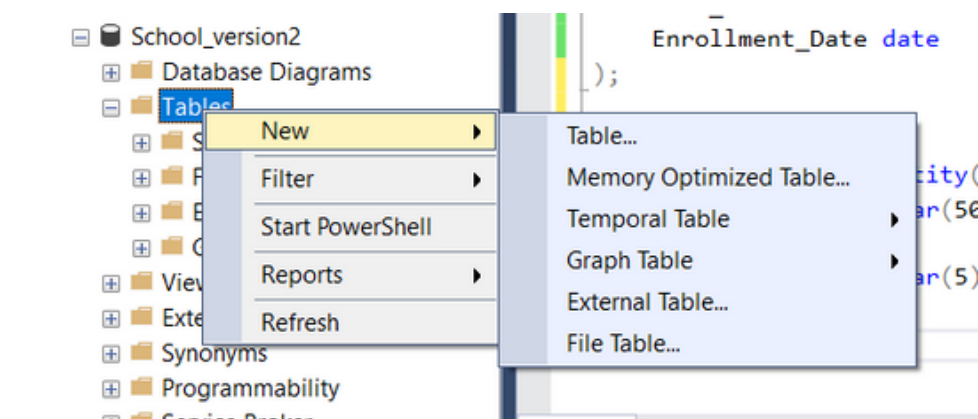 School_version2
Database Diagrams
Tables
New
Filter
Start PowerShell
Reports
Refresh
Synonyms
Programmability
Table...
Memory Optimized Table...
Temporal Table
Graph Table
External Table...
File Table...
Enrollment_Date date
);